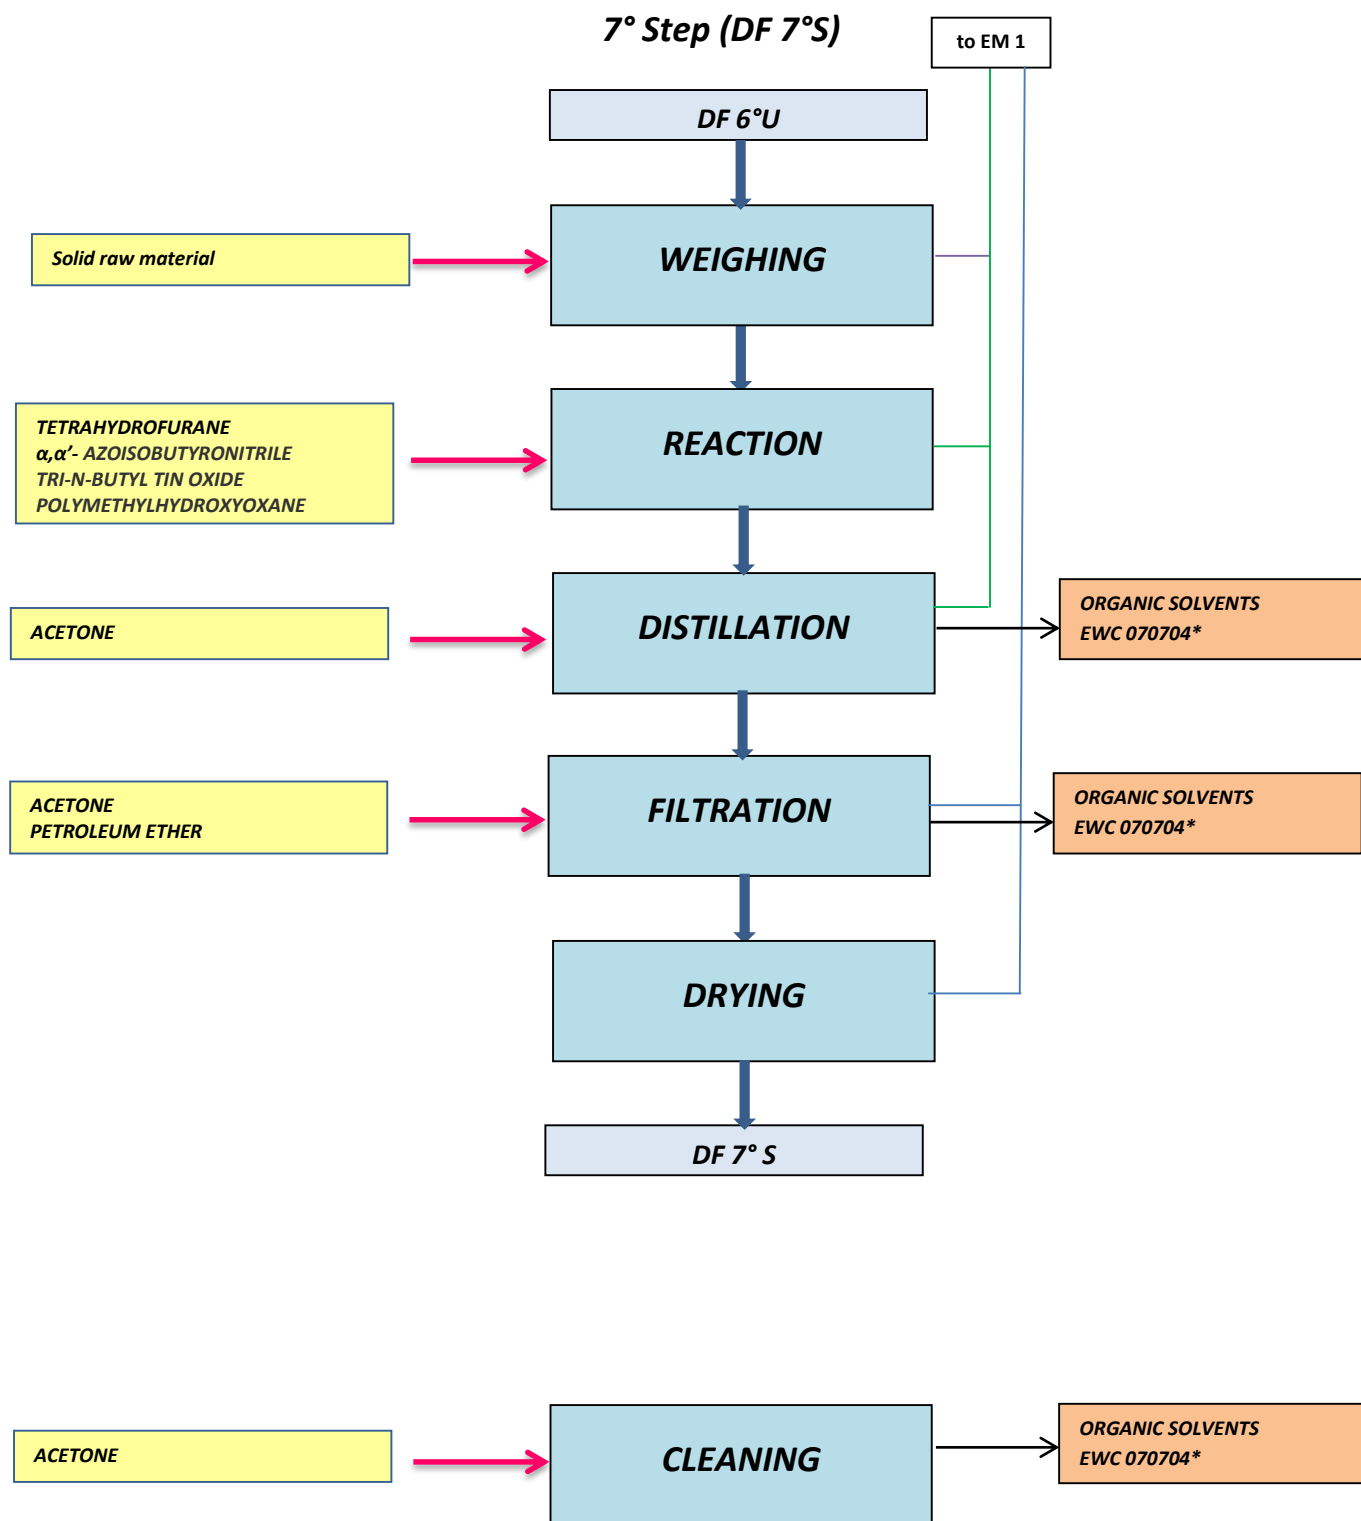 7° Step (DF 7°S)
to EM 1
DF 6°U
Solid raw material
WEIGHING
TETRAHYDROFURANE
α,α’- AZOISOBUTYRONITRILE
TRI-N-BUTYL TIN OXIDE
POLYMETHYLHYDROXYOXANE
REACTION
ACETONE
DISTILLATION
ORGANIC SOLVENTS
EWC 070704*
ACETONE
PETROLEUM ETHER
FILTRATION
ORGANIC SOLVENTS
EWC 070704*
DRYING
DF 7° S
ACETONE
CLEANING
ORGANIC SOLVENTS
EWC 070704*